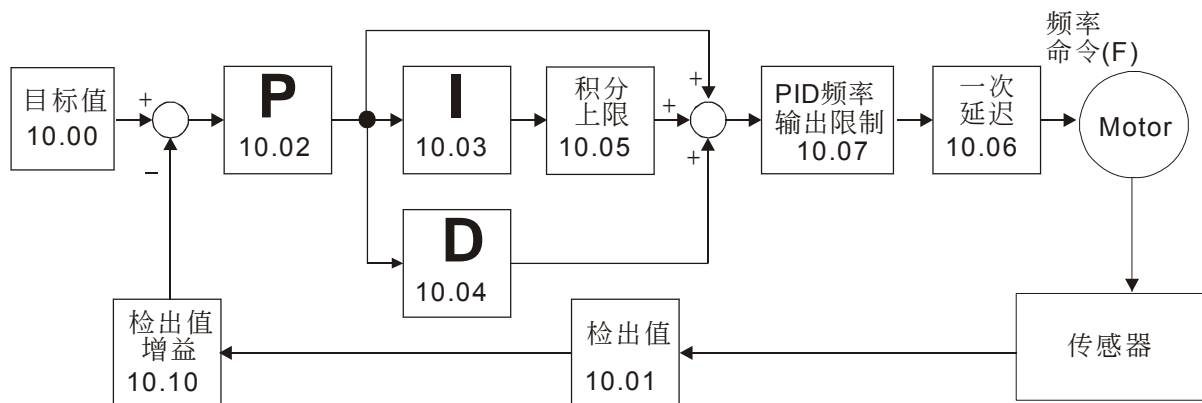 频率
命令(F)
目标值
10.00
+
−
P
10.02
I
10.03
积分
上限
10.05
+
+
+
PID频率
输出限制
10.07
一次
延迟
10.06
Motor
D
10.04
检出值
增益
10.10
检出值
10.01
传感器